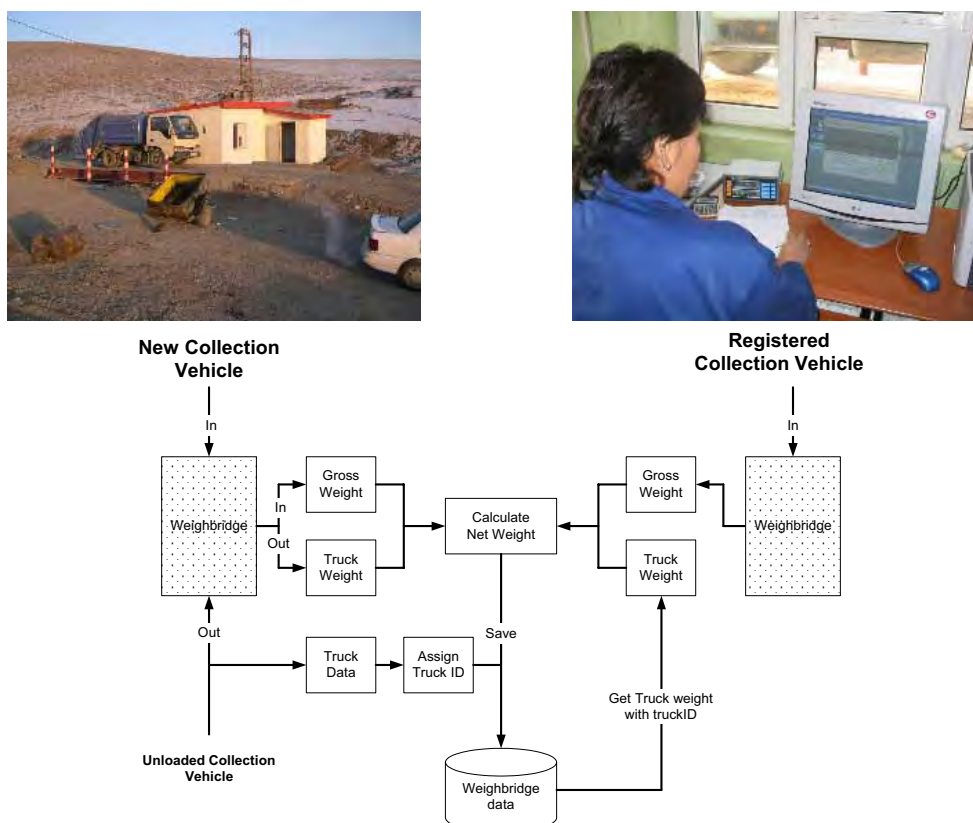 New Collection
Vehicle
Registered
Collection Vehicle
In
In
Weighbridge
In
Out
Gross
Weight
Truck
Weight
Calculate
Net Weight
Gross
Weight
Truck
Weight
Weighbridge
Out
Truck
Data
Assign
Truck ID
Save
Get Truck weight
with truckID
Unloaded Collection
Vehicle
Weighbridge
data